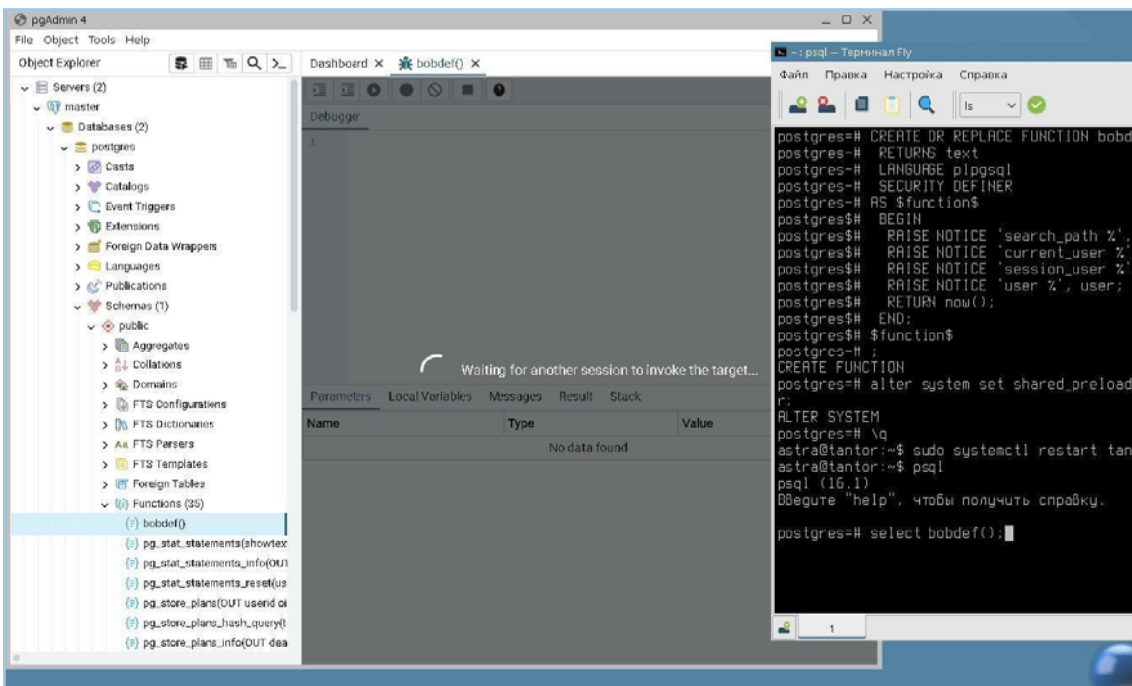 pgAdmin 4
File Object Tools Help
Object Explorer
Servers (2)
master
Databases (2)
postgres
Casts
Catalogs
Event Triggers
Extensions
Foreign Data Wrappers
Languages
Publications
Schemas (1)
public
Aggregates
Collations
Domains
FTS Configurations
FTS Dictionaries
FTS Parsers
FTS Templates
Foreign Tables
Functions (35)
bobdef()
pg_stat_statements(showtex
pg_stat_statements_info(OUT
pg_stat_statements_reset(us
pg_store_plans(OUT userid oi
pg_store_plans_hash_query(t
pg_store_plans_info(OUT dea
Dashboard
bobdef()
Debugger
1
Waiting for another session to invoke the target...
Parameters Local Variables Messages Result Stack
Name Type Value
No data found
~ : psql — Терминал Fly
Файл Правка Настройка Справка
ls
postgres=# CREATE OR REPLACE FUNCTION bobd
postgres-# RETURNS text
postgres-# LANGUAGE plpgsql
postgres-# SECURITY DEFINER
postgres-# AS $function$
postgres$# BEGIN
postgres$# RAISE NOTICE 'search_path %',
postgres$# RAISE NOTICE 'current_user %'
postgres$# RAISE NOTICE 'session_user %'
postgres$# RAISE NOTICE 'user %', user;
postgres$# RETURN now();
postgres$# END;
postgres$# $function$
postgres-# ;
CREATE FUNCTION
postgres=# alter system set shared_preload
r;
ALTER SYSTEM
postgres=# \q
astra@tantor:~$ sudo systemctl restart tan
astra@tantor:~$ psql
psql (16.1)
Введите "help", чтобы получить справку.
postgres=# select bobdef();
1